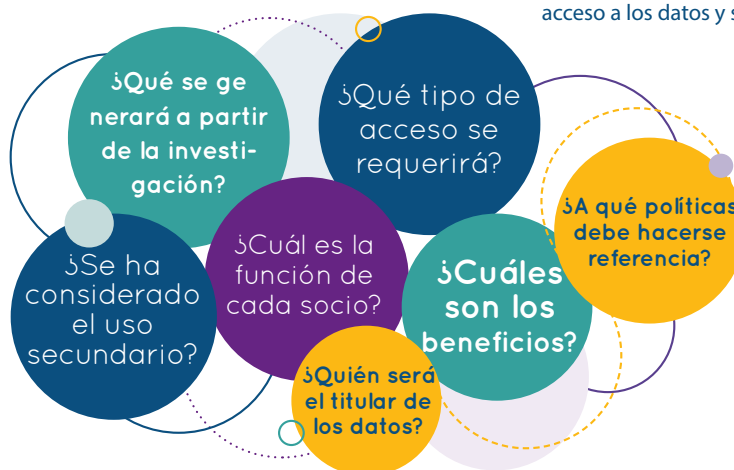 acceso a los datos y s
¿Qué se ge
nerará a partir
de la investi-
gación?
¿Qué tipo de
acceso se
requerirá?
¿A qué políticas
debe hacerse
referencia?
¿Se ha
considerado
el uso
secundario?
¿Cuál es la
función de
cada socio?
¿Cuáles
son los
beneficios?
¿Quién será
el titular de
los datos?